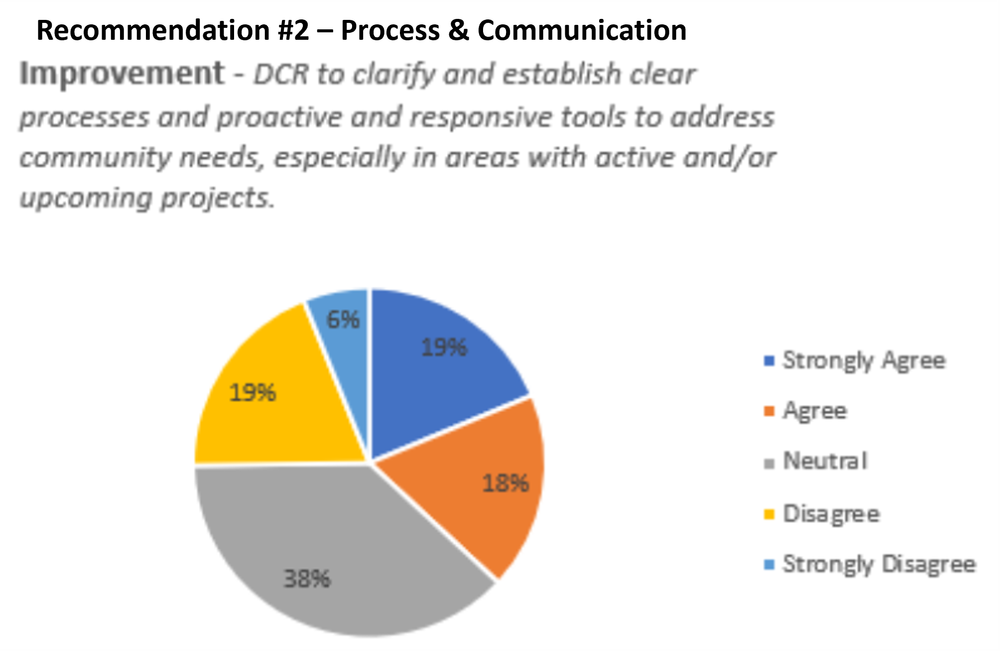 Recommendation #2 – Process & Communication
Improvement - DCR to clarify and establish clear
processes and proactive and responsive tools to address
community needs, especially in areas with active and/or
upcoming projects.
6%
19%
19%
18%
38%
Strongly Agree
Agree
Neutral
Disagree
Strongly Disagree